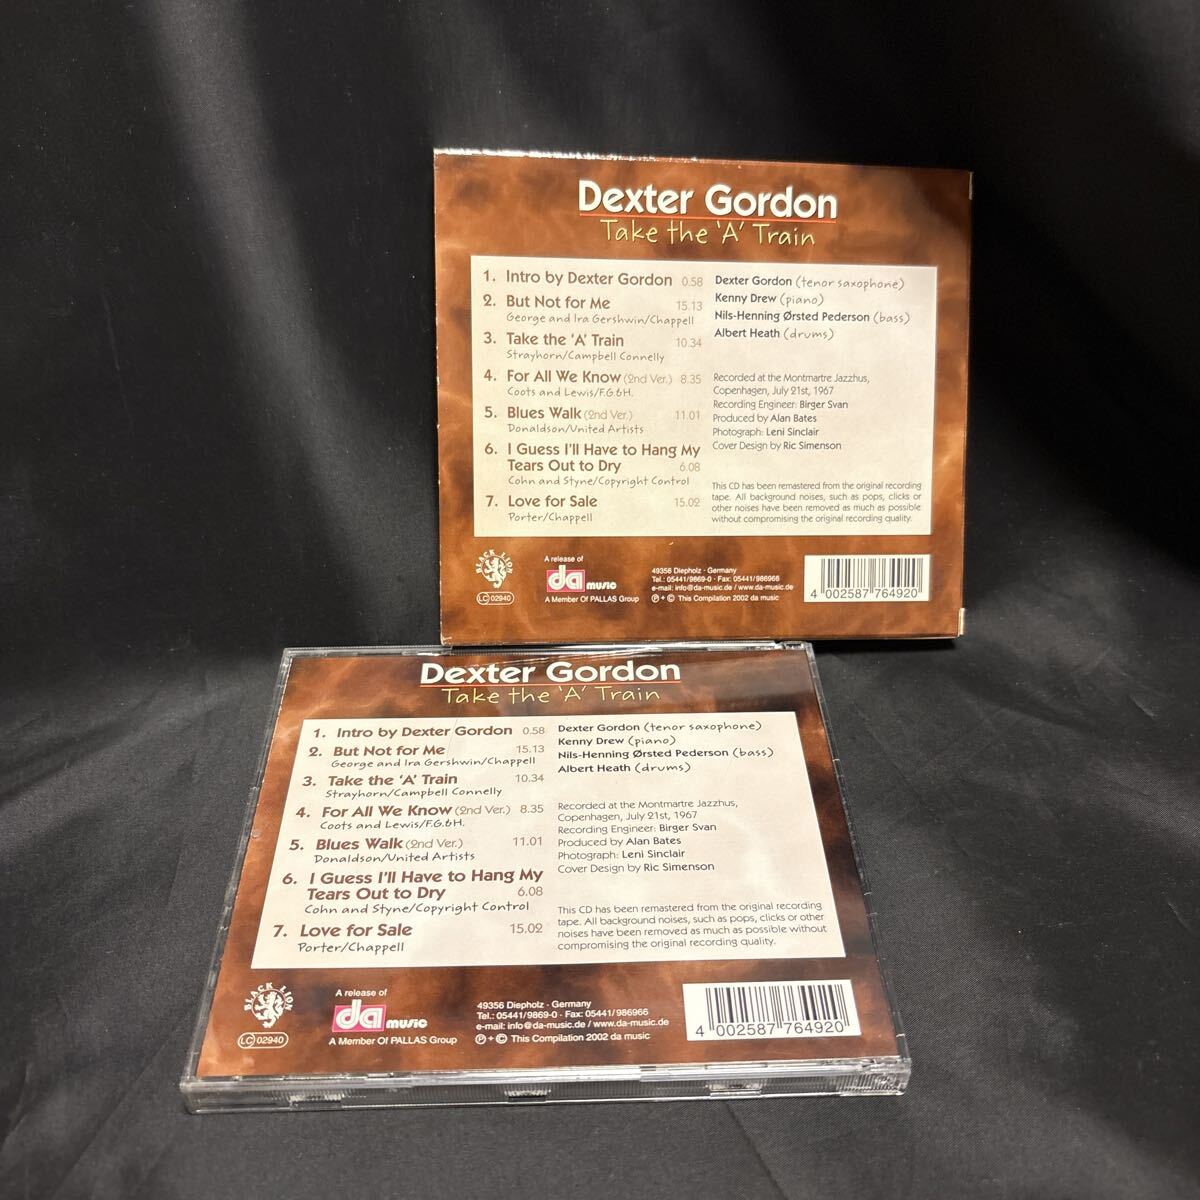 Dexter Gordon
Take the 'A' Train
1. Intro by Dexter Gordon 0.58
2. But Not for Me 15.13
George and Ira Gershwin/Chappell
3. Take the 'A' Train 10.34
Strayhorn/Campbell Connelly
4. For All We Know (2nd Ver.) 8.35
Coots and Lewis/F.G.&H.
5. Blues Walk (2nd Ver.) 11.01
Donaldson/United Artists
6. I Guess I'll Have to Hang My
Tears Out to Dry 6.08
Cohn and Styne/Copyright Control
7. Love for Sale 15.02
Porter/Chappell
Dexter Gordon (tenor saxophone)
Kenny Drew (piano)
Nils-Henning Ørsted Pederson (bass)
Albert Heath (drums)
Recorded at the Montmartre Jazzhus,
Copenhagen, July 21st, 1967
Recording Engineer: Birger Svan
Produced by Alan Bates
Photograph: Leni Sinclair
Cover Design by Ric Simenson
This CD has been remastered from the original recording
tape. All background noises, such as pops, clicks or
other noises have been removed as much as possible
without compromising the original recording quality.
BLACK LION
LC 02940
A release of
da music
A Member Of PALLAS Group
49356 Diepholz · Germany
Tel.: 05441/9869-0 · Fax: 05441/986966
e-mail: info@da-music.de / www.da-music.de
℗ + © This Compilation 2002 da music
4 002587 764920
Dexter Gordon
Take the 'A' Train
1. Intro by Dexter Gordon 0.58
2. But Not for Me 15.13
George and Ira Gershwin/Chappell
3. Take the 'A' Train 10.34
Strayhorn/Campbell Connelly
4. For All We Know (2nd Ver.) 8.35
Coots and Lewis/F.G.&H.
5. Blues Walk (2nd Ver.) 11.01
Donaldson/United Artists
6. I Guess I'll Have to Hang My
Tears Out to Dry 6.08
Cohn and Styne/Copyright Control
7. Love for Sale 15.02
Porter/Chappell
Dexter Gordon (tenor saxophone)
Kenny Drew (piano)
Nils-Henning Ørsted Pederson (bass)
Albert Heath (drums)
Recorded at the Montmartre Jazzhus,
Copenhagen, July 21st, 1967
Recording Engineer: Birger Svan
Produced by Alan Bates
Photograph: Leni Sinclair
Cover Design by Ric Simenson
This CD has been remastered from the original recording
tape. All background noises, such as pops, clicks or other
noises have been removed as much as possible without
compromising the original recording quality.
BLACK LION
LC 02940
A release of
da music
A Member Of PALLAS Group
49356 Diepholz · Germany
Tel.: 05441/9869-0 · Fax: 05441/986966
e-mail: info@da-music.de / www.da-music.de
℗ + © This Compilation 2002 da music
4 002587 764920